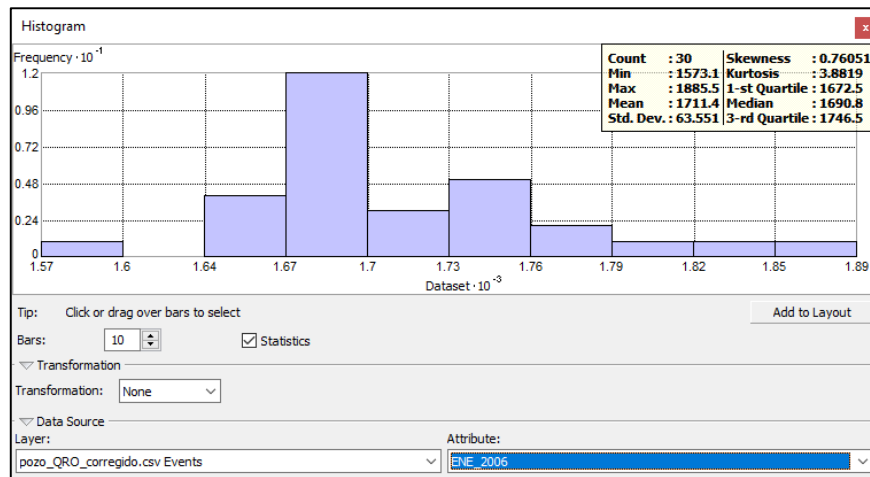 Histogram
x
Frequency · 10 -1
Count : 30 Skewness : 0.76051
Min : 1573.1 Kurtosis : 3.8819
Max : 1885.5 1-st Quartile : 1672.5
Mean : 1711.4 Median : 1690.8
Std. Dev. : 63.551 3-rd Quartile : 1746.5
1.2
0.96
0.72
0.48
0.24
0
1.57 1.6 1.64 1.67 1.7 1.73 1.76 1.79 1.82 1.85 1.89
Dataset · 10 -3
Tip: Click or drag over bars to select Add to Layout
Bars: 10 Statistics
Transformation
Transformation: None
Data Source
Layer: Attribute:
pozo_QRO_corregido.csv Events ENE_2006